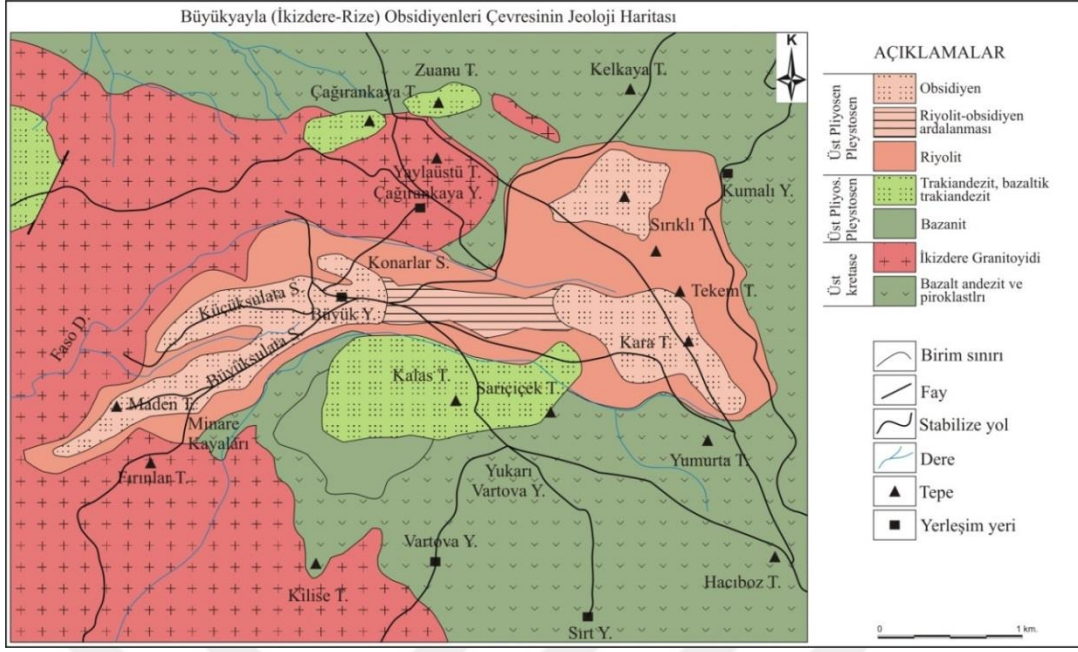 Büyükyayla (İkizdere-Rize) Obsidiyenleri Çevresinin Jeoloji Haritası
K
Zuanu T.
Kelkaya T.
Çağırankaya T.
Yaylaüstü T.
Çağırankaya Y.
Kumalı Y.
Sırıklı T.
Konarlar S.
Tekem T.
Küçüksulata S.
Büyük Y.
Faso D.
Büyüksulata S.
Kara T.
Kalas T.
Sarıçiçek T.
Maden T.
Minare
Kayaları
Fırınlar T.
Yumurta T.
Yukarı
Vartova Y.
Vartova Y.
Hacıboz T.
Kilise T.
Sırt Y.
AÇIKLAMALAR
Üst Pliyosen
Pleystosen
Obsidiyen
Riyolit-obsidiyen
ardalanması
Riyolit
Üst Pliyos.
Pleystosen
Trakiandezit, bazaltik
trakiandezit
Bazanit
Üst
kretase
İkizdere Granitoyidi
Bazalt andezit ve
piroklastlrı
Birim sınırı
Fay
Stabilize yol
Dere
Tepe
Yerleşim yeri
0 1 km.